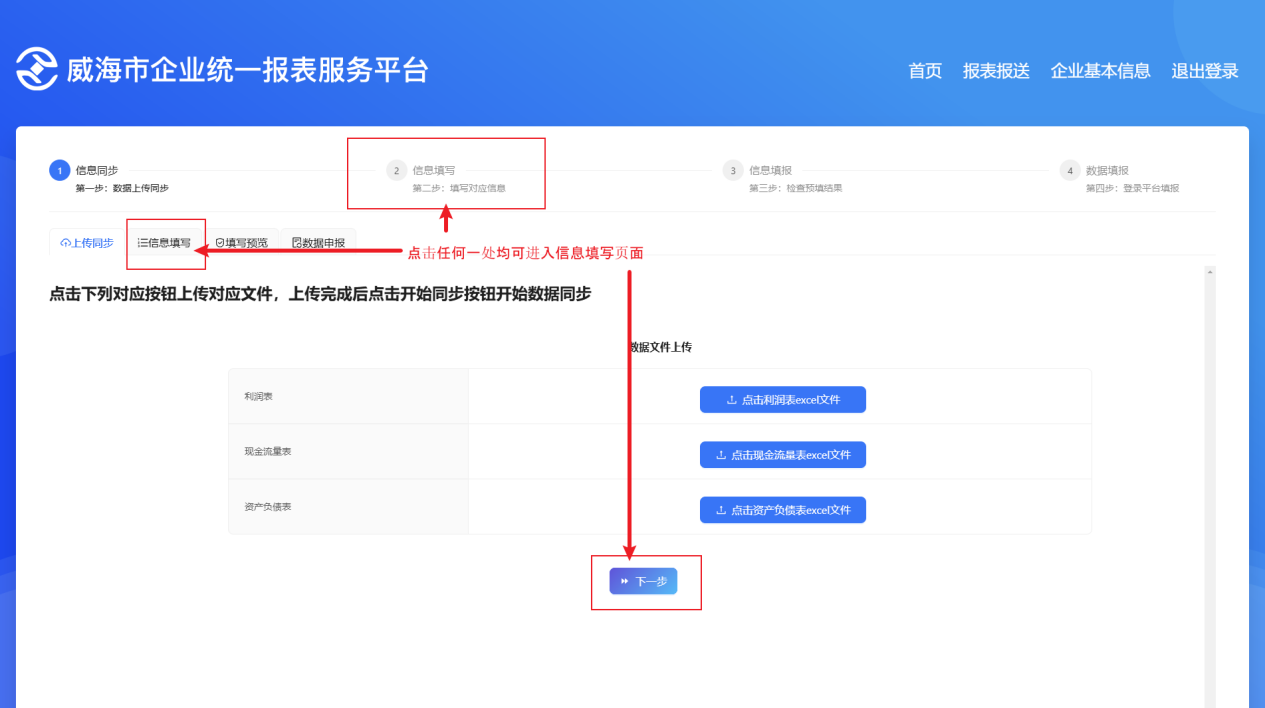 威海市企业统一报表服务平台
首页 报表报送 企业基本信息 退出登录
1 信息同步 2 信息填写 3 信息填报 4 数据填报
第一步：数据上传同步 第二步：填写对应信息 第三步：检查预填结果 第四步：登录平台填报
上传同步 信息填写 填写预览 数据申报
点击任何一处均可进入信息填写页面
点击下列对应按钮上传对应文件，上传完成后点击开始同步按钮开始数据同步
数据文件上传
利润表 点击利润表excel文件
现金流量表 点击现金流量表excel文件
资产负债表 点击资产负债表excel文件
下一步